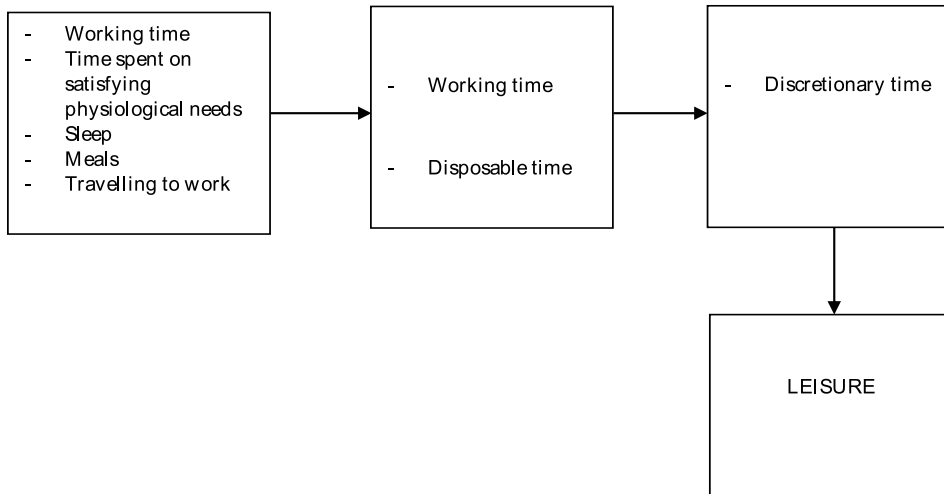 - Working time
- Time spent on
satisfying
physiological needs
- Sleep
- Meals
- Travelling to work
- Working time
- Disposable time
- Discretionary time
LEISURE